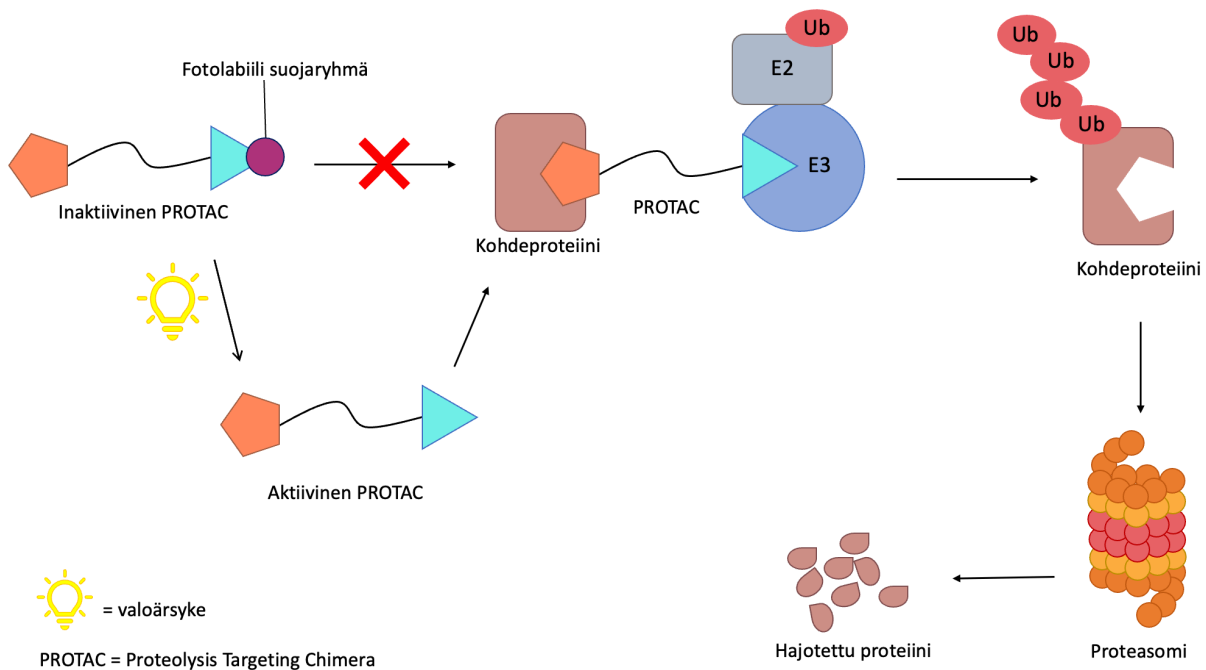 Fotolabiili suojaryhmä
Inaktiivinen PROTAC
Ub
E2
E3
PROTAC
Kohdeproteiini
Ub
Ub
Ub
Ub
Kohdeproteiini
Aktiivinen PROTAC
Proteasomi
Hajotettu proteiini
= valoärsyke
PROTAC = Proteolysis Targeting Chimera